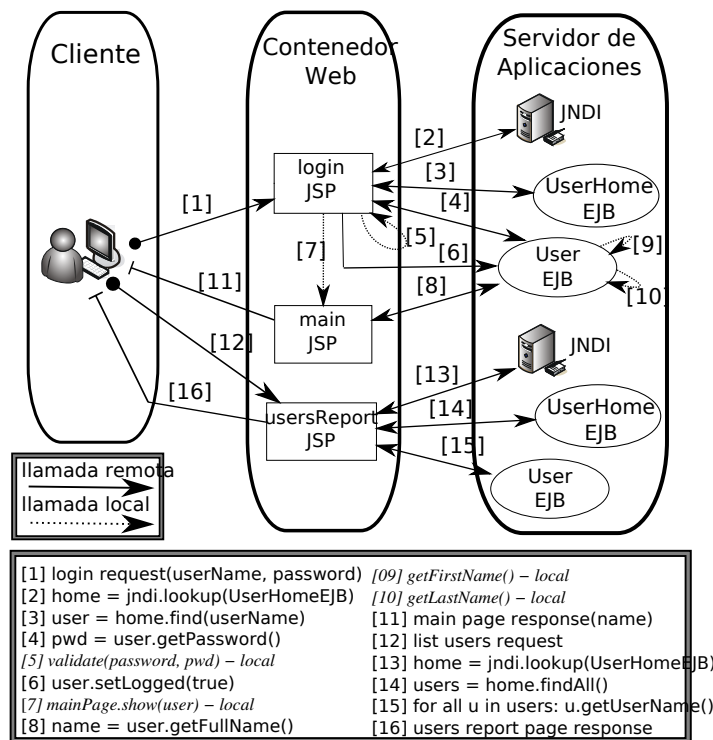 Cliente
Contenedor
Web
Servidor de
Aplicaciones
JNDI
[2]
login
JSP
[3]
UserHome
EJB
[1]
[4]
[5]
[7]
[6]
User
EJB
[9]
[10]
[11]
[8]
main
JSP
[12]
JNDI
[13]
[16]
usersReport
JSP
[14]
UserHome
EJB
[15]
User
EJB
llamada remota
llamada local
[1] login request(userName, password)
[2] home = jndi.lookup(UserHomeEJB)
[3] user = home.find(userName)
[4] pwd = user.getPassword()
[5] validate(password, pwd) – local
[6] user.setLogged(true)
[7] mainPage.show(user) – local
[8] name = user.getFullName()
[09] getFirstName() – local
[10] getLastName() – local
[11] main page response(name)
[12] list users request
[13] home = jndi.lookup(UserHomeEJB)
[14] users = home.findAll()
[15] for all u in users: u.getUserName()
[16] users report page response